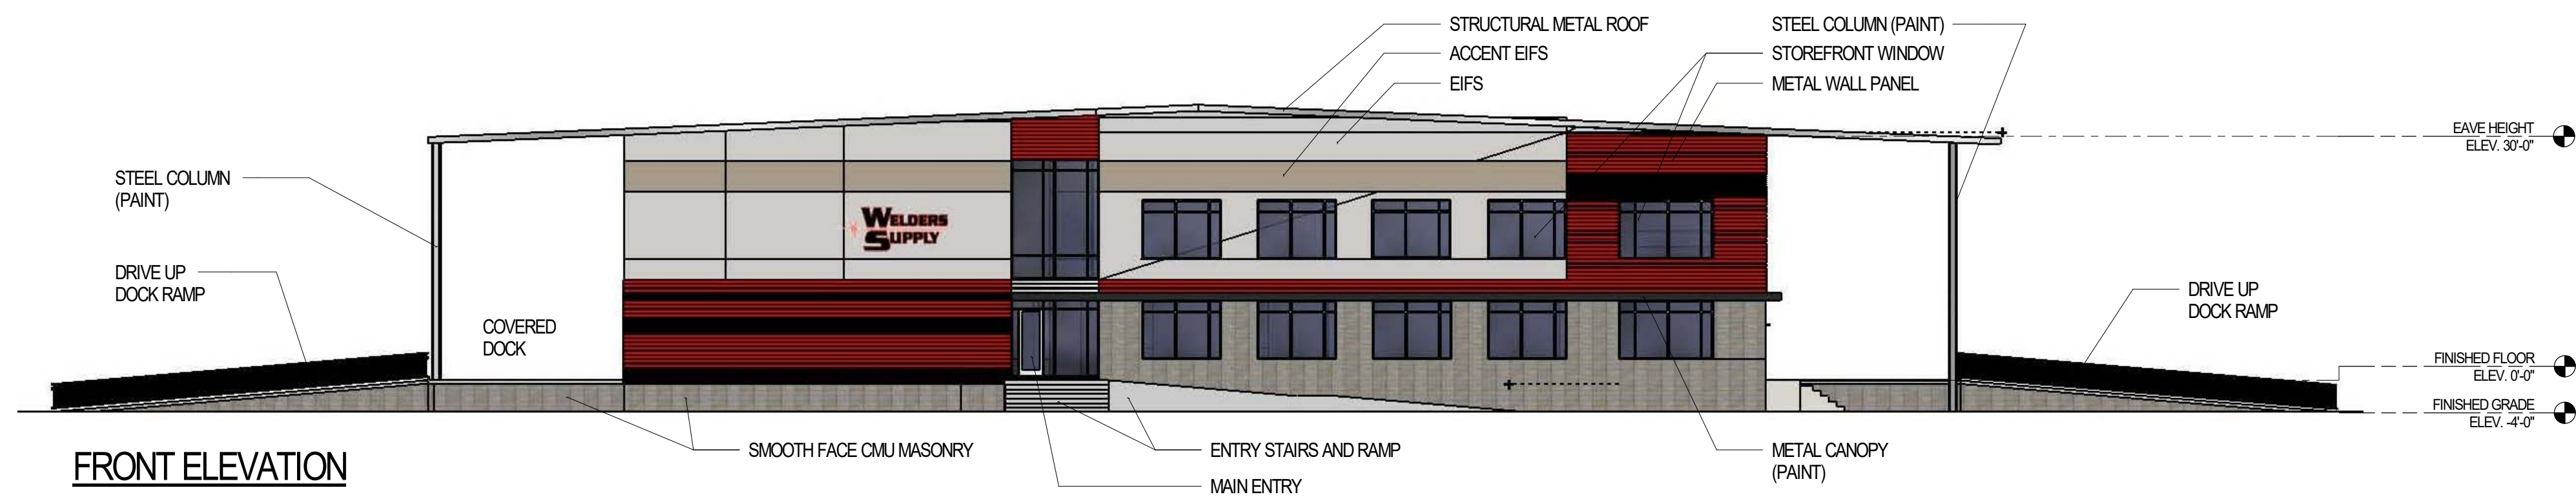 STRUCTURAL METAL ROOF
ACCENT EIFS
EIFS
STEEL COLUMN (PAINT)
STOREFRONT WINDOW
METAL WALL PANEL
EAVE HEIGHT
ELEV. 30'-0"
STEEL COLUMN
(PAINT)
WELDERS
SUPPLY
DRIVE UP
DOCK RAMP
COVERED
DOCK
DRIVE UP
DOCK RAMP
FINISHED FLOOR
ELEV. 0'-0"
FINISHED GRADE
ELEV. -4'-0"
SMOOTH FACE CMU MASONRY
ENTRY STAIRS AND RAMP
MAIN ENTRY
METAL CANOPY
(PAINT)
FRONT ELEVATION